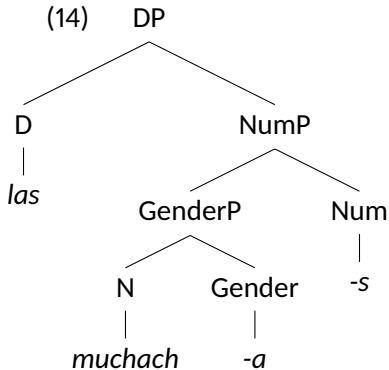 (14) DP
D NumP
las
GenderP Num
N Gender -s
muchach -a